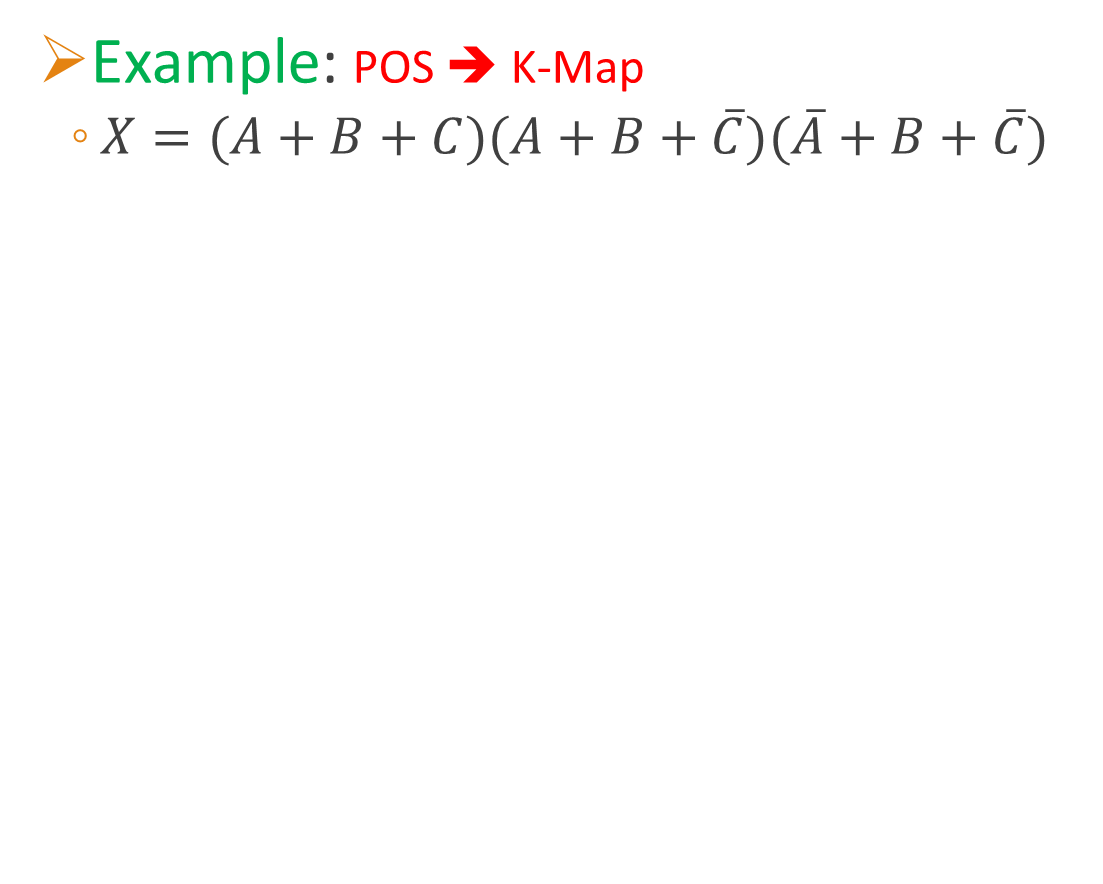 ➢Example: POS ➔ K-Map
◦ X = (A + B + C)(A + B + C̄)(Ā + B + C̄)